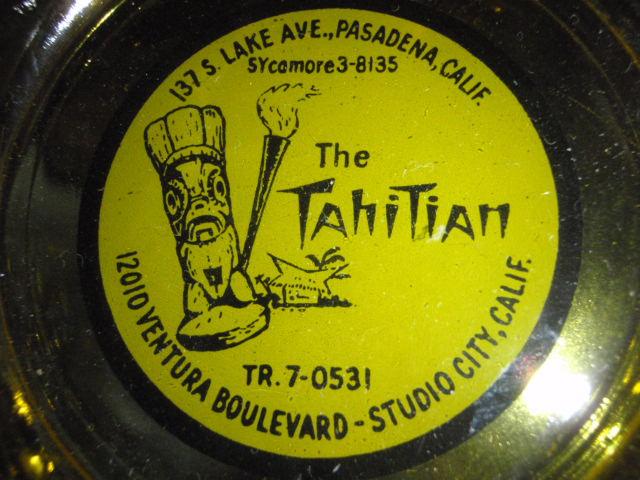 137 S. LAKE AVE., PASADENA, CALIF.
SYcamore 3-8135
The
TahiTian
TR. 7-0531
12010 VENTURA BOULEVARD - STUDIO CITY, CALIF.